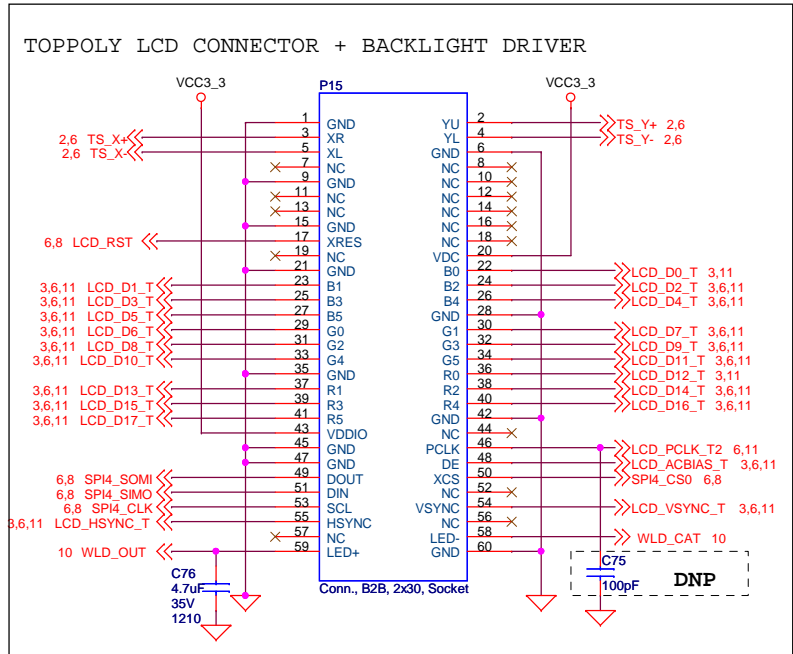 TOPPOLY LCD CONNECTOR + BACKLIGHT DRIVER
VCC3_3 P15 VCC3_3
1 GND YU 2 TS_Y+ 2,6
2,6 TS_X+ 3 XR YL 4 TS_Y- 2,6
2,6 TS_X- 5 XL GND 6
7 NC NC 8
9 GND NC 10
11 NC NC 12
13 NC NC 14
15 GND NC 16
6,8 LCD_RST 17 XRES NC 18
19 NC VDC 20
21 GND B0 22 LCD_D0_T 3,11
3,6,11 LCD_D1_T 23 B1 B2 24 LCD_D2_T 3,6,11
3,6,11 LCD_D3_T 25 B3 B4 26 LCD_D4_T 3,6,11
3,6,11 LCD_D5_T 27 B5 GND 28
3,6,11 LCD_D6_T 29 G0 G1 30 LCD_D7_T 3,6,11
3,6,11 LCD_D8_T 31 G2 G3 32 LCD_D9_T 3,6,11
3,6,11 LCD_D10_T 33 G4 G5 34 LCD_D11_T 3,6,11
35 GND R0 36 LCD_D12_T 3,11
3,6,11 LCD_D13_T 37 R1 R2 38 LCD_D14_T 3,6,11
3,6,11 LCD_D15_T 39 R3 R4 40 LCD_D16_T 3,6,11
3,6,11 LCD_D17_T 41 R5 GND 42
43 VDDIO NC 44
45 GND PCLK 46 LCD_PCLK_T2 6,11
47 GND DE 48 LCD_ACBIAS_T 3,6,11
6,8 SPI4_SOMI 49 DOUT XCS 50 SPI4_CS0 6,8
6,8 SPI4_SIMO 51 DIN NC 52
6,8 SPI4_CLK 53 SCL VSYNC 54 LCD_VSYNC_T 3,6,11
3,6,11 LCD_HSYNC_T 55 HSYNC NC 56
57 NC LED- 58 WLD_CAT 10
10 WLD_OUT 59 LED+ GND 60
C76
4.7uF
35V
1210
Conn., B2B, 2x30, Socket
C75
100pF
DNP